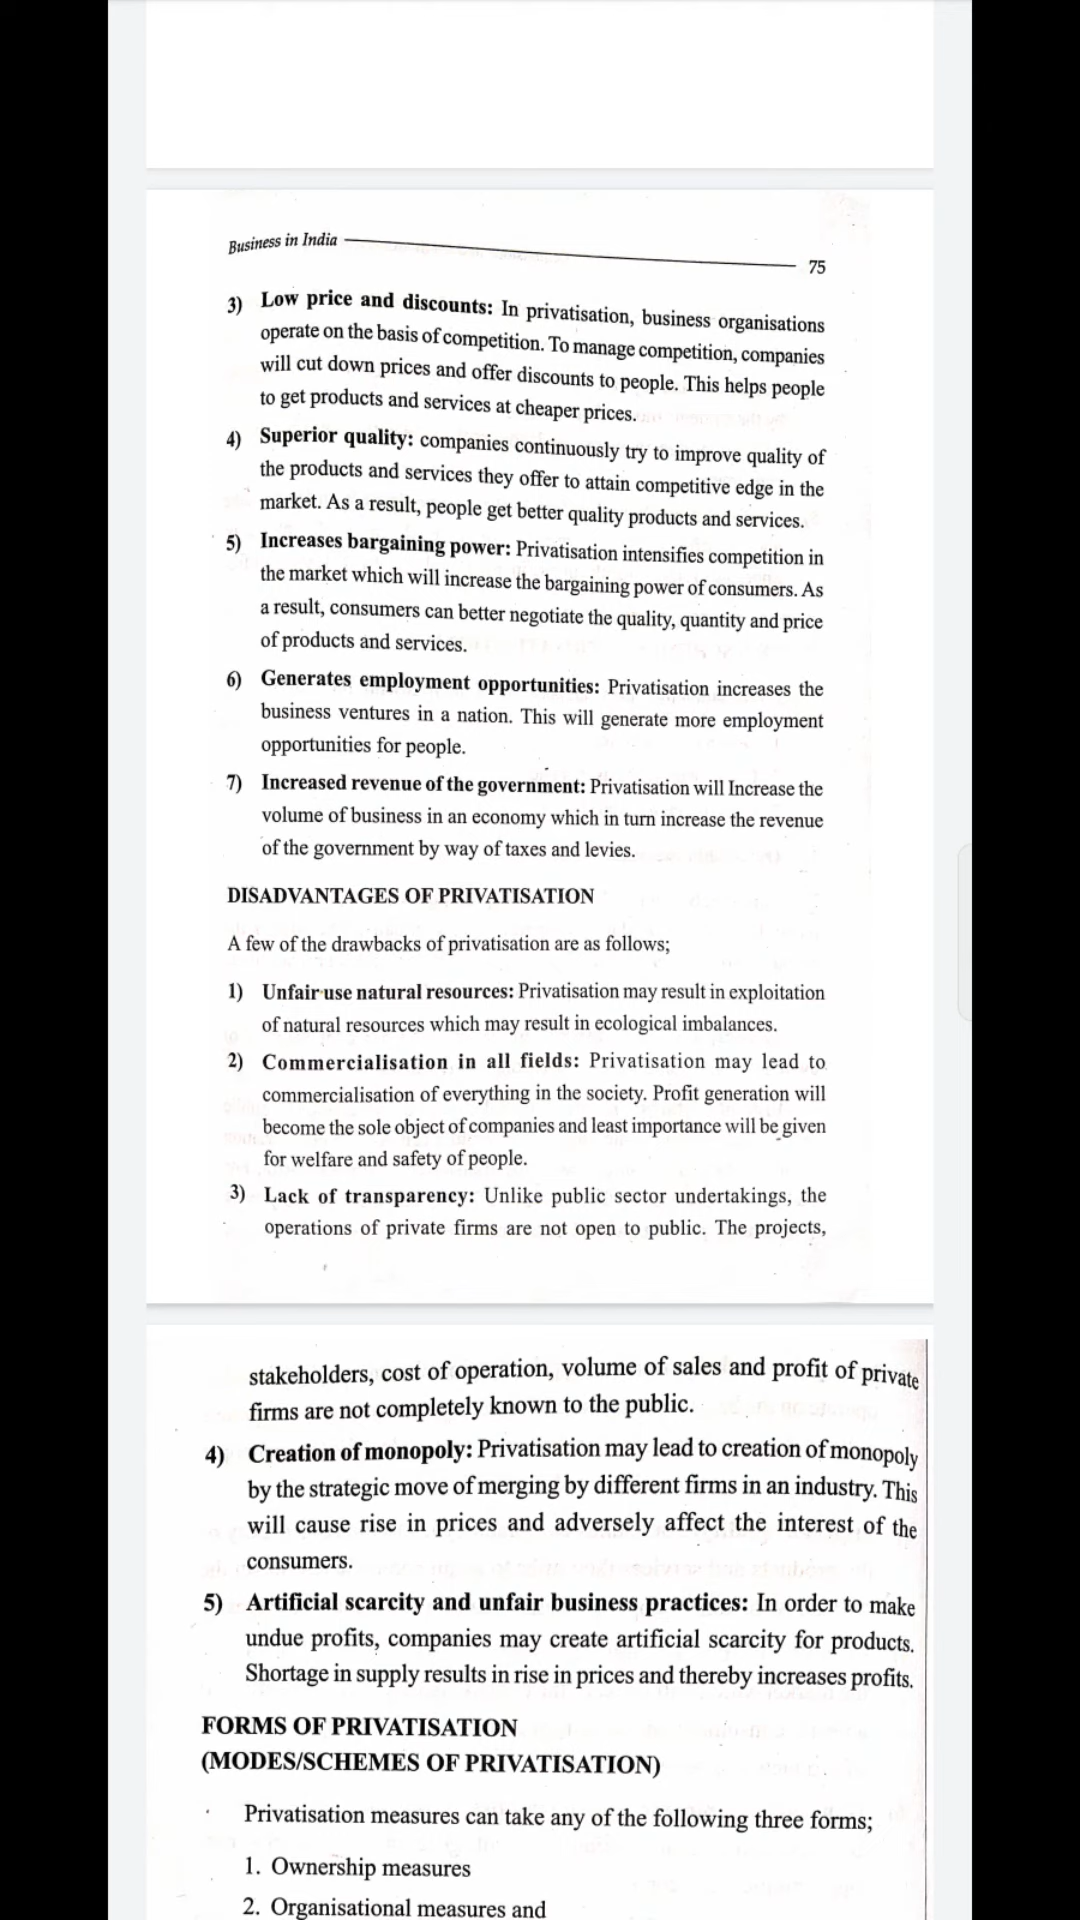 Business in India
75
3) Low price and discounts: In privatisation, business organisations
operate on the basis of competition. To manage competition, companies
will cut down prices and offer discounts to people. This helps people
to get products and services at cheaper prices.
4) Superior quality: companies continuously try to improve quality of
the products and services they offer to attain competitive edge in the
market. As a result, people get better quality products and services.
5) Increases bargaining power: Privatisation intensifies competition in
the market which will increase the bargaining power of consumers. As
a result, consumers can better negotiate the quality, quantity and price
of products and services.
6) Generates employment opportunities: Privatisation increases the
business ventures in a nation. This will generate more employment
opportunities for people.
7) Increased revenue of the government: Privatisation will Increase the
volume of business in an economy which in turn increase the revenue
of the government by way of taxes and levies.
DISADVANTAGES OF PRIVATISATION
A few of the drawbacks of privatisation are as follows;
1) Unfair use natural resources: Privatisation may result in exploitation
of natural resources which may result in ecological imbalances.
2) Commercialisation in all fields: Privatisation may lead to
commercialisation of everything in the society. Profit generation will
become the sole object of companies and least importance will be given
for welfare and safety of people.
3) Lack of transparency: Unlike public sector undertakings, the
operations of private firms are not open to public. The projects,
stakeholders, cost of operation, volume of sales and profit of private
firms are not completely known to the public.
4) Creation of monopoly: Privatisation may lead to creation of monopoly
by the strategic move of merging by different firms in an industry. This
will cause rise in prices and adversely affect the interest of the
consumers.
5) Artificial scarcity and unfair business practices: In order to make
undue profits, companies may create artificial scarcity for products.
Shortage in supply results in rise in prices and thereby increases profits.
FORMS OF PRIVATISATION
(MODES/SCHEMES OF PRIVATISATION)
Privatisation measures can take any of the following three forms;
1. Ownership measures
2. Organisational measures and